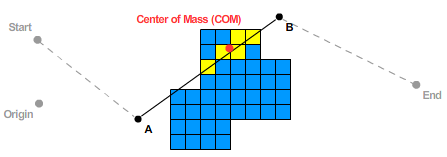 Center of Mass (COM)
Start
B
Origin
End
A